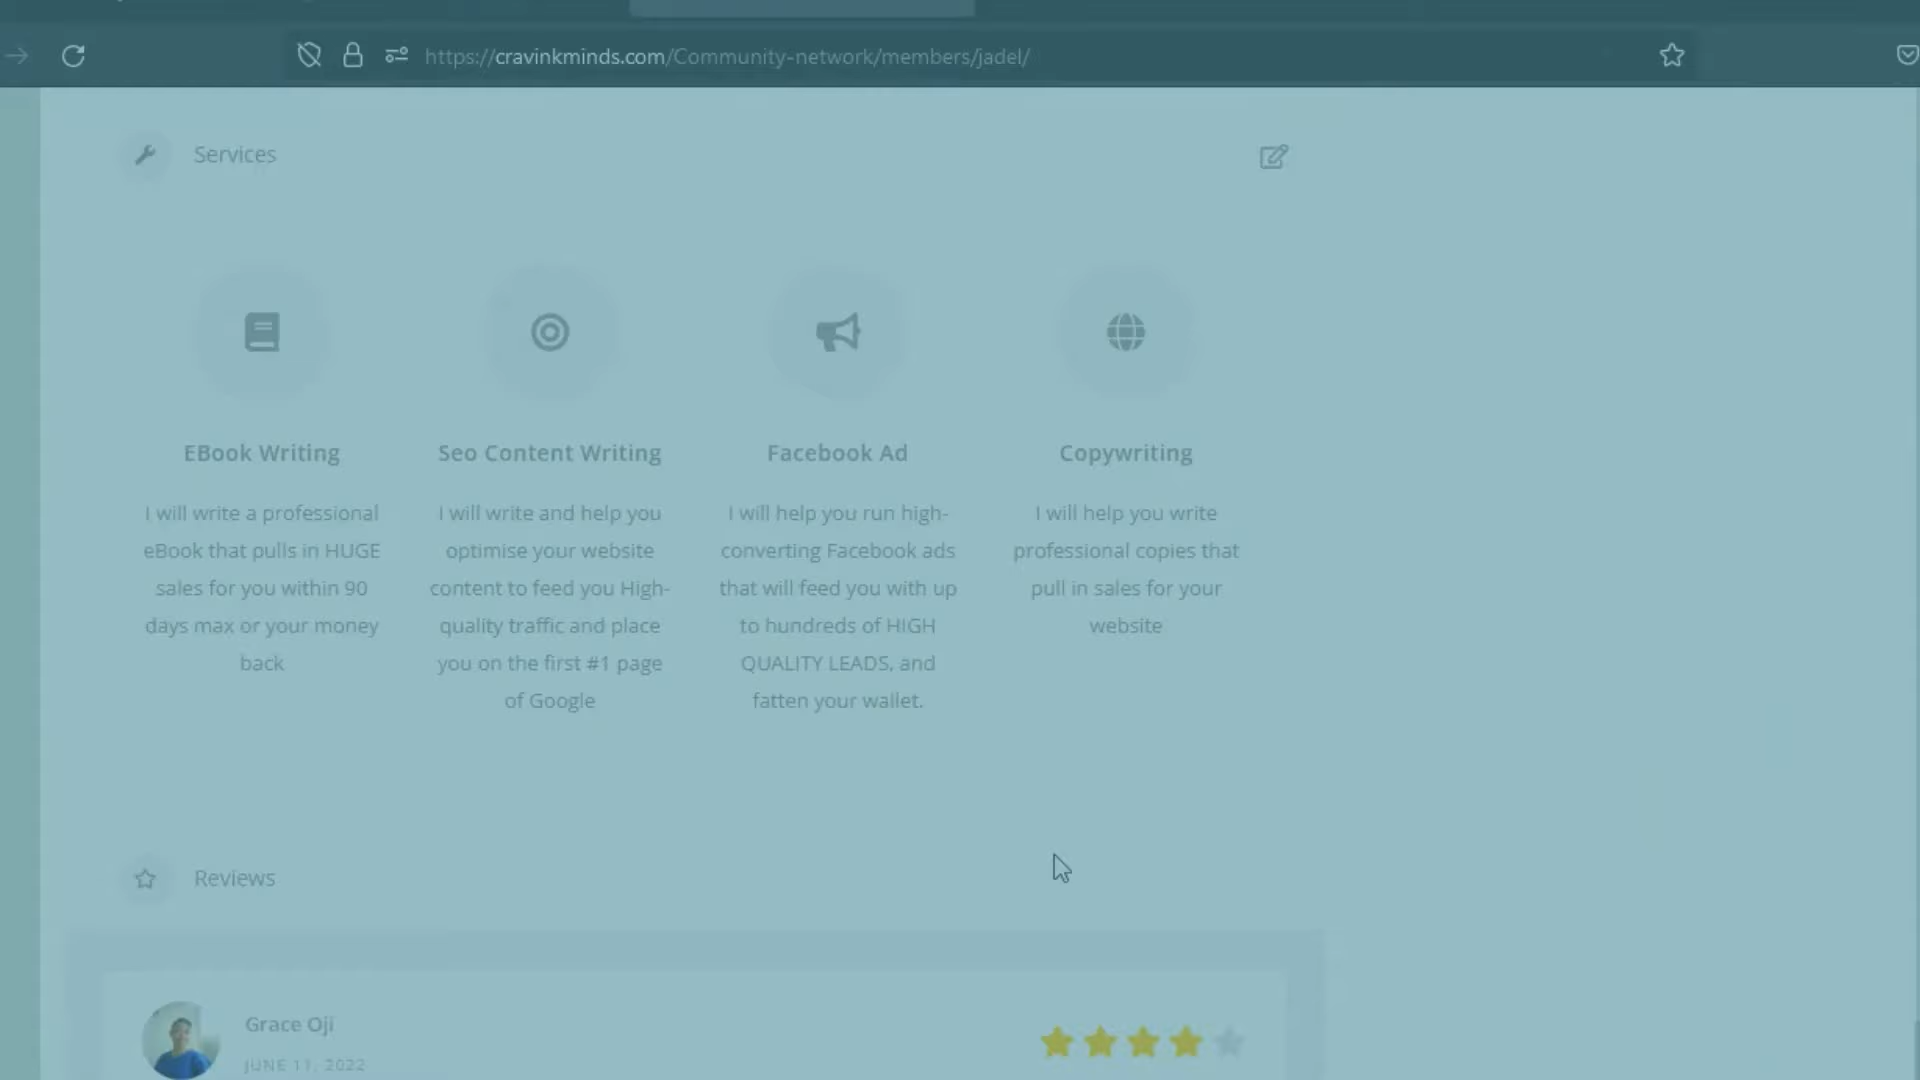 https://cravinkminds.com/Community-network/members/jadel/
Services
EBook Writing
I will write a professional
eBook that pulls in HUGE
sales for you within 90
days max or your money
back
Seo Content Writing
I will write and help you
optimise your website
content to feed you High-
quality traffic and place
you on the first #1 page
of Google
Facebook Ad
I will help you run high-
converting Facebook ads
that will feed you with up
to hundreds of HIGH
QUALITY LEADS, and
fatten your wallet.
Copywriting
I will help you write
professional copies that
pull in sales for your
website
Reviews
Grace Oji
JUNE 11, 2022